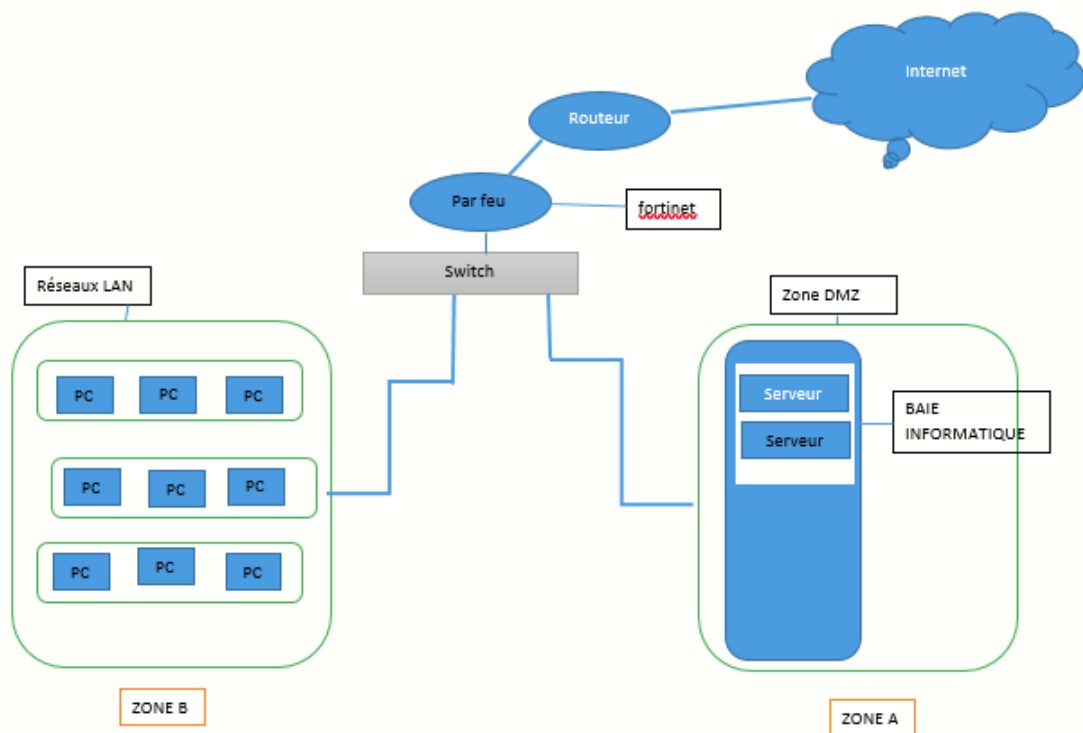 Internet
Routeur
Par feu
fortinet
Switch
Réseaux LAN
Zone DMZ
PC PC PC
PC PC PC
PC PC PC
Serveur
Serveur
BAIE
INFORMATIQUE
ZONE B
ZONE A